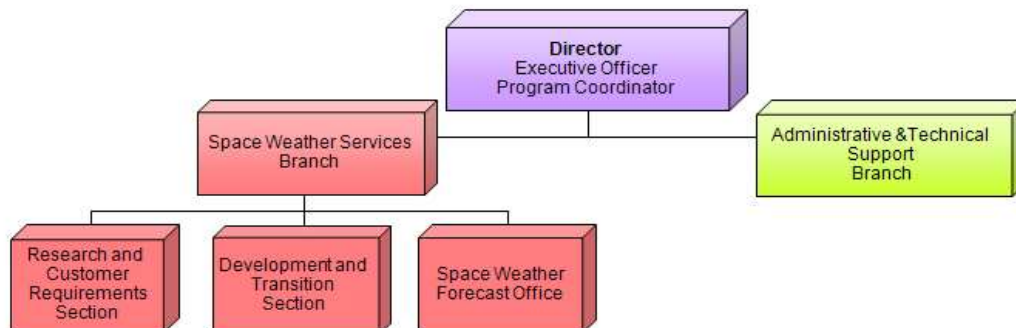 Director
Executive Officer
Program Coordinator
Space Weather Services
Branch
Administrative &Technical
Support
Branch
Research and
Customer
Requirements
Section
Development and
Transition
Section
Space Weather
Forecast Office